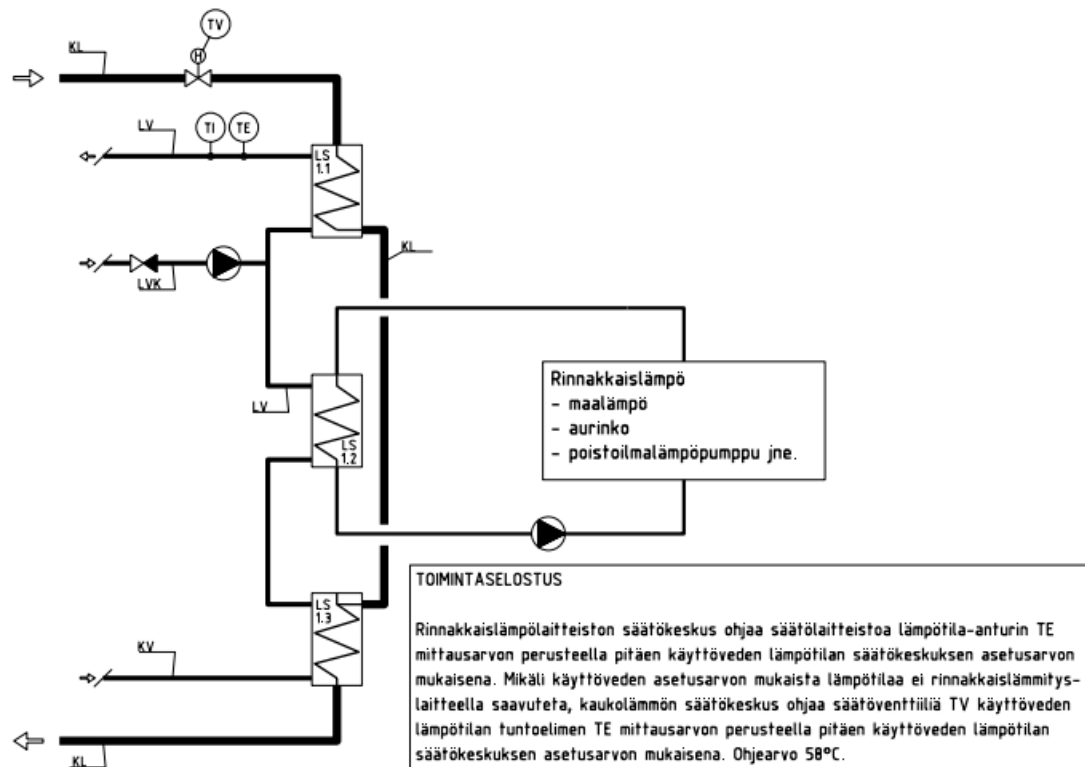 TV
H
KL
LV
TI
TE
LS
1.1
KL
LVK
Rinnakkaislämpö
- maalämpö
- aurinko
- poistoilmalämpöpumppu jne.
LV
LS
1.2
TOIMINTASELOSTUS
Rinnakkaislämpölaitteiston säätökeskus ohjaa säätölaitteistoa lämpötila-anturin TE
mittausarvon perusteella pitäen käyttöveden lämpötilan säätökeskuksen asetusarvon
mukaisena. Mikäli käyttöveden asetusarvon mukaista lämpötilaa ei rinnakkaislämmitys-
laitteella saavuteta, kaukolämmön säätökeskus ohjaa säätöventtiiliä TV käyttöveden
lämpötilan tuntoelimen TE mittausarvon perusteella pitäen käyttöveden lämpötilan
säätökeskuksen asetusarvon mukaisena. Ohjearvo 58°C.
LS
1.3
KV
KL